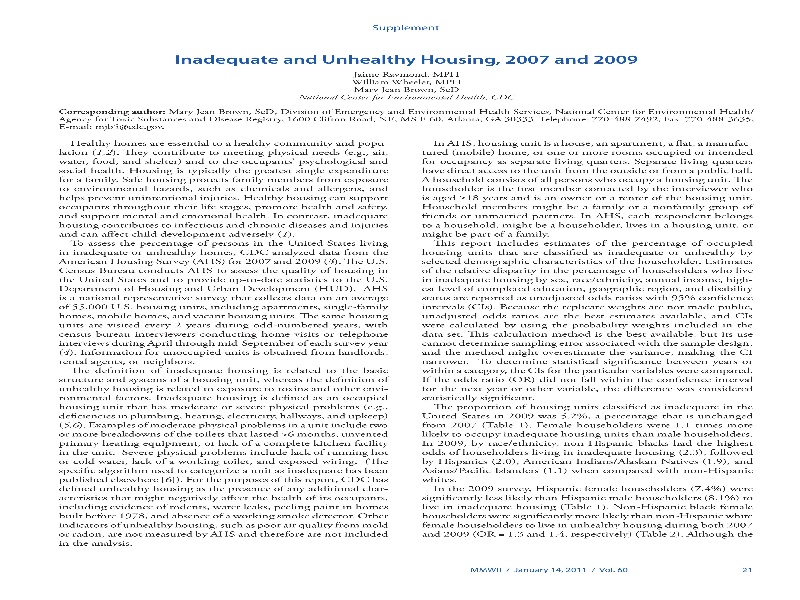 Supplement
Inadequate and Unhealthy Housing, 2007 and 2009
Jaime Raymond, MPH
William Wheeler, MPH
Mary Jean Brown, ScD
National Center for Environmental Health, CDC
Corresponding author: Mary Jean Brown, ScD, Division of Emergency and Environmental Health Services, National Center for Environmental Health/
Agency for Toxic Substances and Disease Registry, 1600 Clifton Road, N.E, MS F-60, Atlanta, GA 30333. Telephone: 770-488-7492; Fax: 770-488-3635;
E-mail: mjb5@cdc.gov.
Healthy homes are essential to a healthy community and popu-
lation (1,2). They contribute to meeting physical needs (e.g., air,
water, food, and shelter) and to the occupants' psychological and
social health. Housing is typically the greatest single expenditure
for a family. Safe housing protects family members from exposure
to environmental hazards, such as chemicals and allergens, and
helps prevent unintentional injuries. Healthy housing can support
occupants throughout their life stages, promote health and safety,
and support mental and emotional health. In contrast, inadequate
housing contributes to infectious and chronic diseases and injuries
and can affect child development adversely (1).
To assess the percentage of persons in the United States living
in inadequate or unhealthy homes, CDC analyzed data from the
American Housing Survey (AHS) for 2007 and 2009 (3). The U.S.
Census Bureau conducts AHS to assess the quality of housing in
the United States and to provide up-to-date statistics to the U.S.
Department of Housing and Urban Development (HUD). AHS
is a national representative survey that collects data on an average
of 55,000 U.S. housing units, including apartments, single-family
homes, mobile homes, and vacant housing units. The same housing
units are visited every 2 years during odd-numbered years, with
census bureau interviewers conducting home visits or telephone
interviews during April through mid-September of each survey year
(4). Information for unoccupied units is obtained from landlords,
rental agents, or neighbors.
The definition of inadequate housing is related to the basic
structure and systems of a housing unit, whereas the definition of
unhealthy housing is related to exposure to toxins and other envi-
ronmental factors. Inadequate housing is defined as an occupied
housing unit that has moderate or severe physical problems (e.g.,
deficiencies in plumbing, heating, electricity, hallways, and upkeep)
(5,6). Examples of moderate physical problems in a unit include two
or more breakdowns of the toilets that lasted >6 months, unvented
primary heating equipment, or lack of a complete kitchen facility
in the unit. Severe physical problems include lack of running hot
or cold water, lack of a working toilet, and exposed wiring. (The
specific algorithm used to categorize a unit as inadequate has been
published elsewhere [6]). For the purposes of this report, CDC has
defined unhealthy housing as the presence of any additional char-
acteristics that might negatively affect the health of its occupants,
including evidence of rodents, water leaks, peeling paint in homes
built before 1978, and absence of a working smoke detector. Other
indicators of unhealthy housing, such as poor air quality from mold
or radon, are not measured by AHS and therefore are not included
in the analysis.
In AHS, housing unit is a house, an apartment, a flat, a manufac-
tured (mobile) home, or one or more rooms occupied or intended
for occupancy as separate living quarters. Separate living quarters
have direct access to the unit from the outside or from a public hall.
A household consists of all persons who occupy a housing unit. The
householder is the first member contacted by the interviewer who
is aged ≥18 years and is an owner or a renter of the housing unit.
Household members might be a family or a nonfamily group of
friends or unmarried partners. In AHS, each respondent belongs
to a household, might be a householder, lives in a housing unit, or
might be part of a family.
This report includes estimates of the percentage of occupied
housing units that are classified as inadequate or unhealthy by
selected demographic characteristics of the householder. Estimates
of the relative disparity in the percentage of householders who live
in inadequate housing by sex, race/ethnicity, annual income, high-
est level of completed education, geographic region, and disability
status are reported as unadjusted odds ratios with 95% confidence
intervals (CIs). Because the replicate weights are not made public,
unadjusted odds ratios are the best estimates available, and CIs
were calculated by using the probability weights included in the
data set. This calculation method is the best available, but its use
cannot determine sampling error associated with the sample design,
and the method might overestimate the variance, making the CI
narrower. To determine statistical significance between years or
within a category, the CIs for the particular variables were compared.
If the odds ratio (OR) did not fall within the confidence interval
for the next year or other variable, the difference was considered
statistically significant.
The proportion of housing units classified as inadequate in the
United States in 2009 was 5.2%, a percentage that is unchanged
from 2007 (Table 1). Female householders were 1.1 times more
likely to occupy inadequate housing units than male householders.
In 2009, by race/ethnicity, non-Hispanic blacks had the highest
odds of householders living in inadequate housing (2.3), followed
by Hispanics (2.0), American Indians/Alaskan Natives (1.9), and
Asians/Pacific Islanders (1.1) when compared with non-Hispanic
whites.
In the 2009 survey, Hispanic female householders (7.4%) were
significantly less likely than Hispanic male householders (8.1%) to
live in inadequate housing (Table 1). Non-Hispanic black female
householders were significantly more likely than non-Hispanic white
female householders to live in unhealthy housing during both 2007
and 2009 (OR = 1.3 and 1.4, respectively) (Table 2). Although the
MMWR / January 14, 2011 / Vol. 60
21